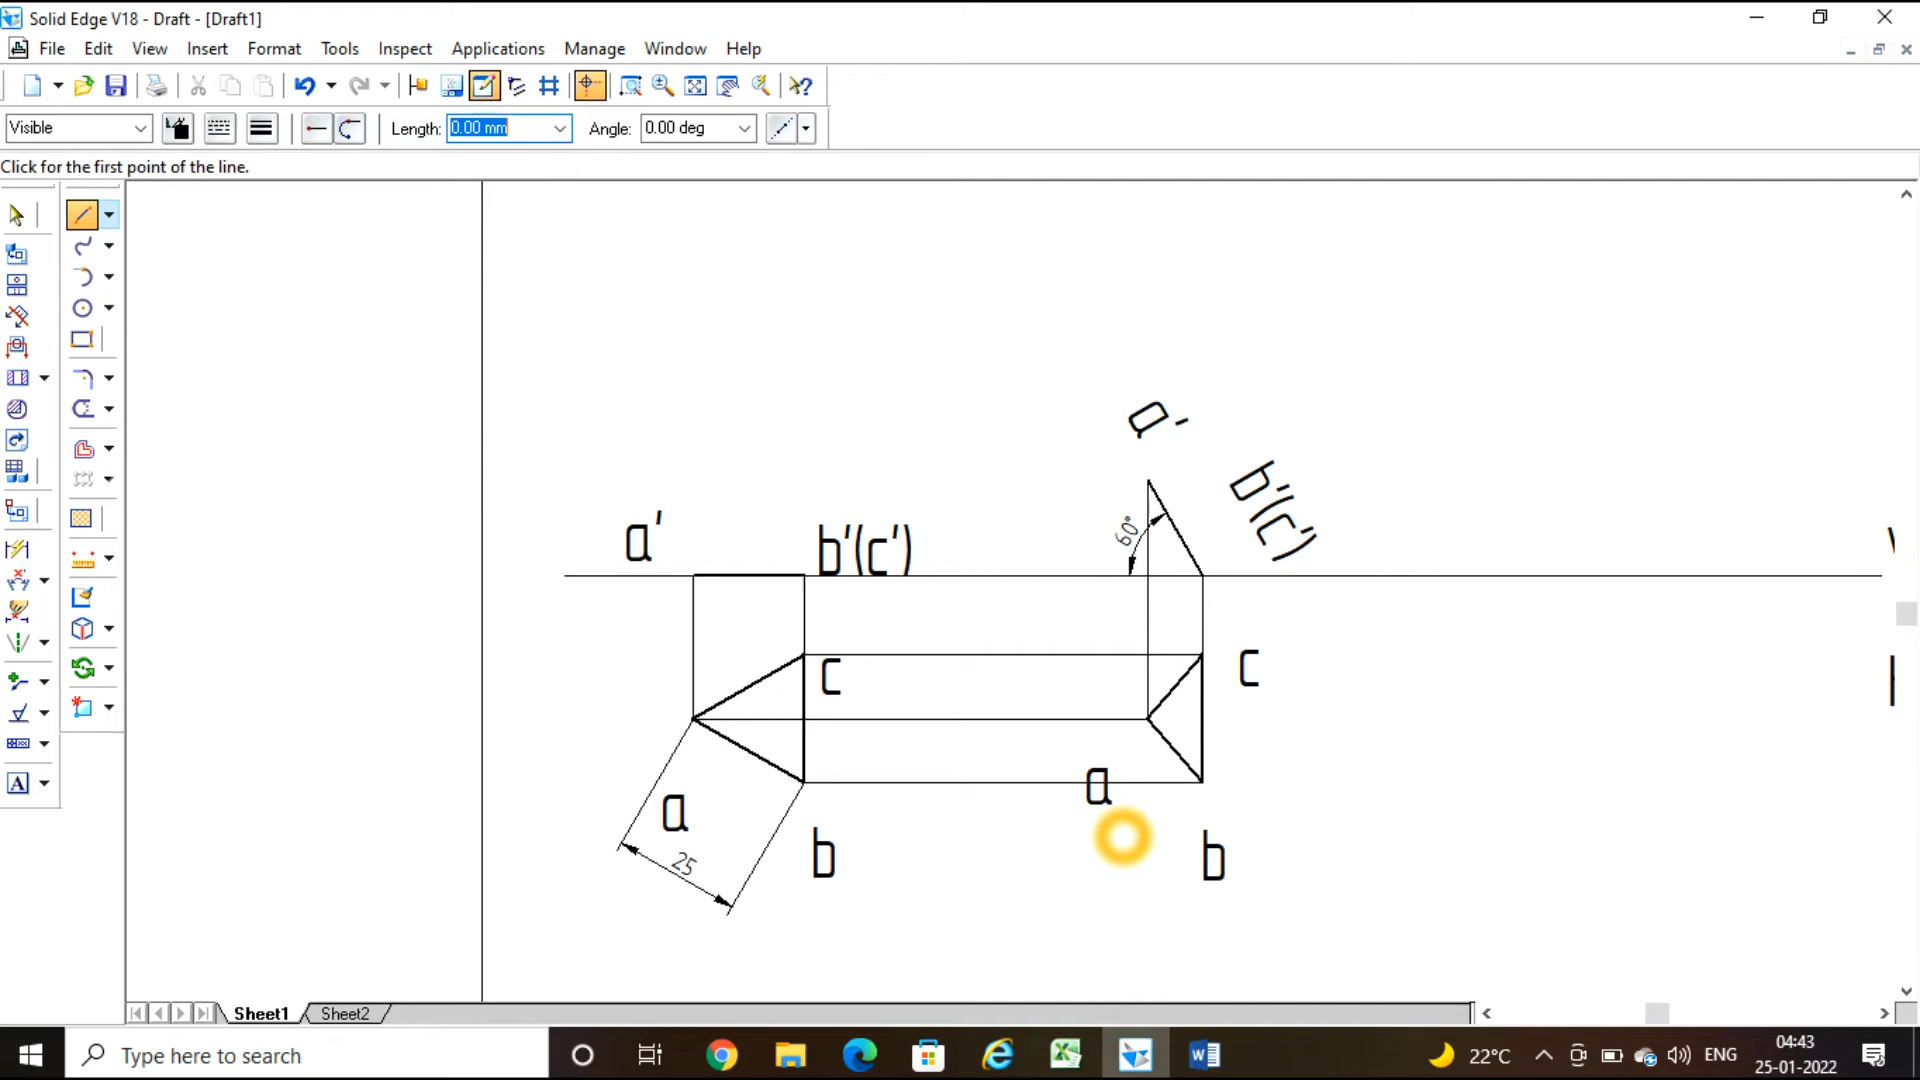 Solid Edge V18 - Draft - [Draft1]
File Edit View Insert Format Tools Inspect Applications Manage Window Help
Visible Length: 0.00 mm Angle: 0.00 deg
Click for the first point of the line.
a'
b'(c')
60°
a'
b'(c')
c
c
a
a
b
b
25
A
Sheet1 Sheet2
Type here to search
22°C ENG 04:43
25-01-2022